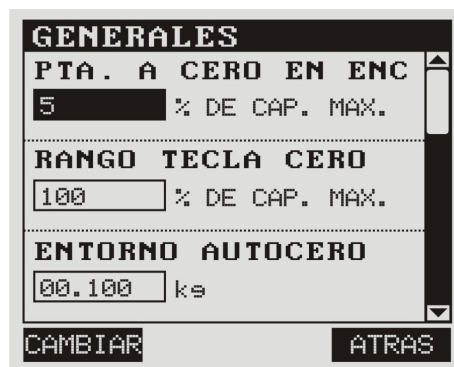 GENERALES
PTA. A CERO EN ENC
5 % DE CAP. MAX.
RANGO TECLA CERO
100 % DE CAP. MAX.
ENTORNO AUTOCERO
00.100 kg
CAMBIAR ATRAS